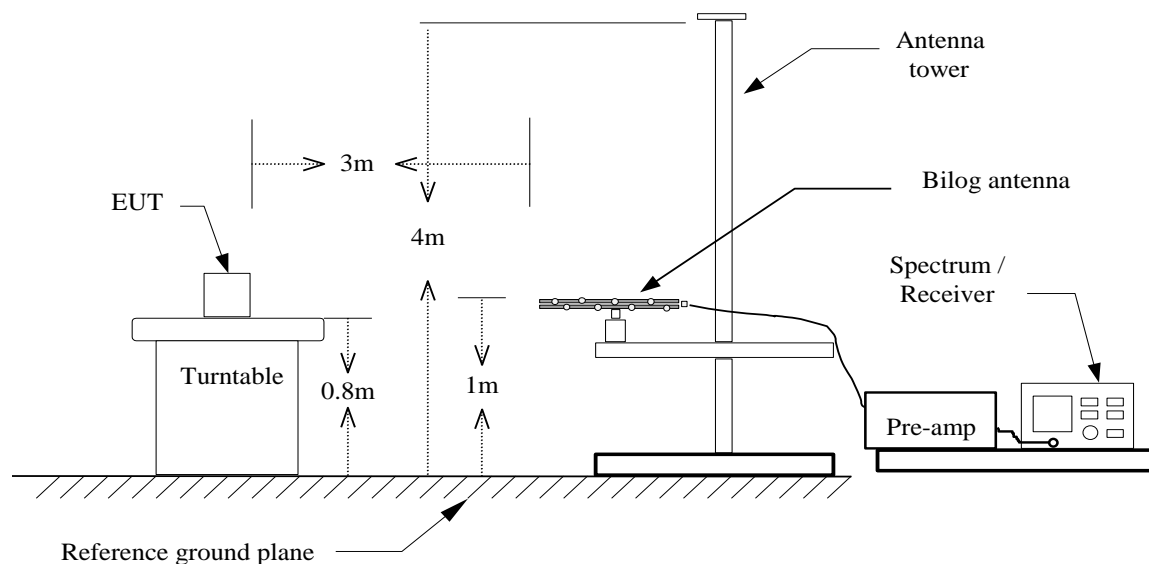 Antenna
tower
3m
Bilog antenna
EUT
4m
Spectrum /
Receiver
Turntable
0.8m
1m
Pre-amp
Reference ground plane